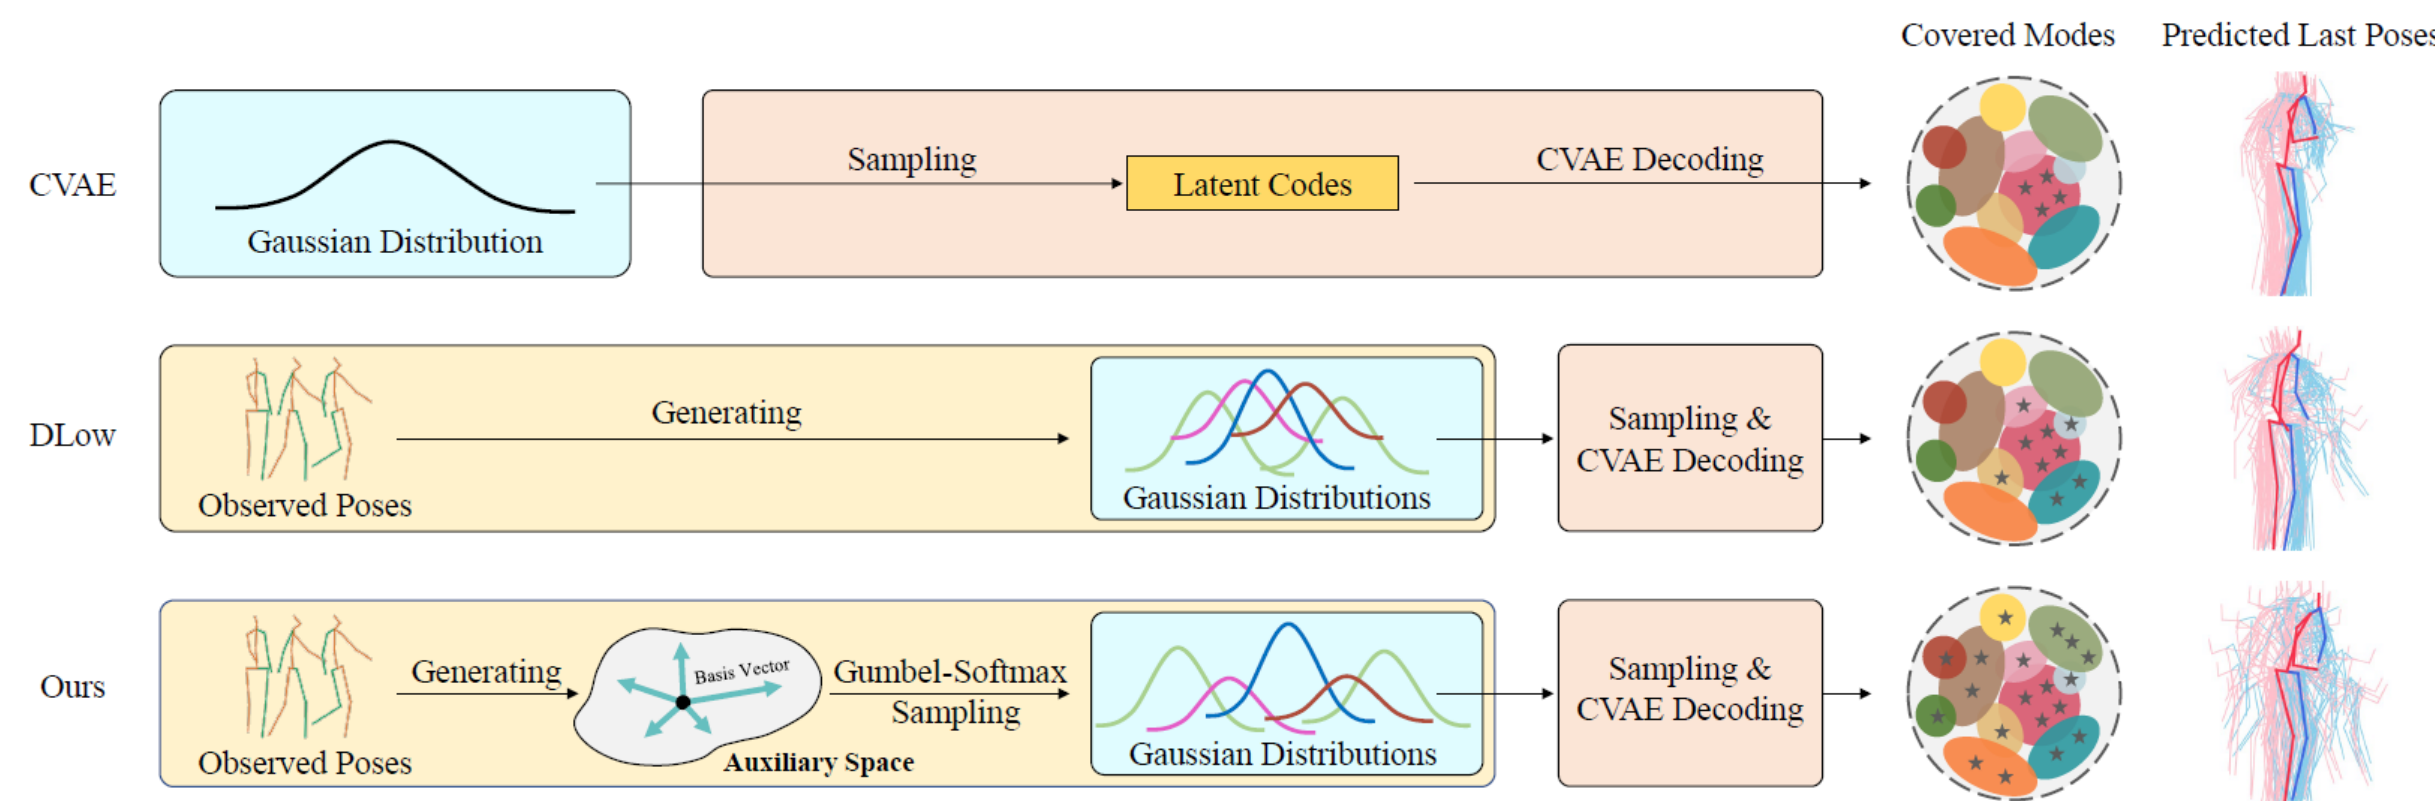 Covered Modes
Predicted Last Poses
CVAE
Gaussian Distribution
Sampling
Latent Codes
CVAE Decoding
DLow
Observed Poses
Generating
Gaussian Distributions
Sampling &
CVAE Decoding
Ours
Observed Poses
Generating
Basis Vector
Auxiliary Space
Gumbel-Softmax
Sampling
Gaussian Distributions
Sampling &
CVAE Decoding